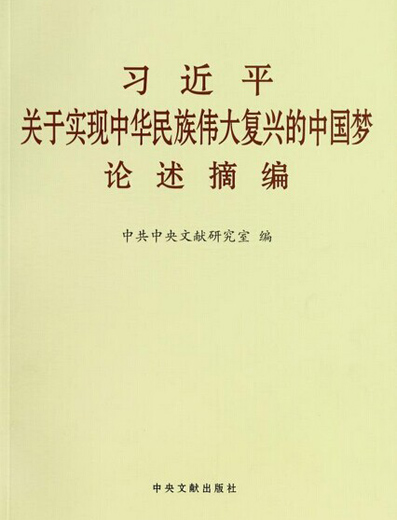 习近平
关于实现中华民族伟大复兴的中国梦
论述摘编
中共中央文献研究室 编
中央文献出版社